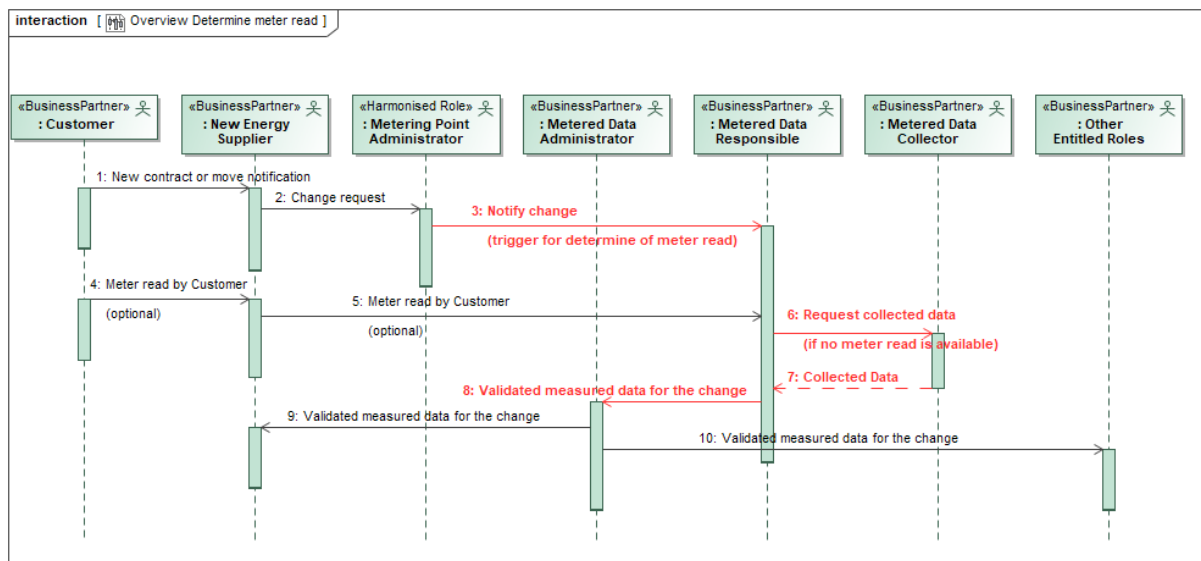 interaction [ Overview Determine meter read ]
«BusinessPartner»
: Customer
«BusinessPartner»
: New Energy
Supplier
«Harmonised Role»
: Metering Point
Administrator
«BusinessPartner»
: Metered Data
Administrator
«BusinessPartner»
: Metered Data
Responsible
«BusinessPartner»
: Metered Data
Collector
«BusinessPartner»
: Other
Entitled Roles
1: New contract or move notification
2: Change request
3: Notify change
(trigger for determine of meter read)
4: Meter read by Customer
(optional)
5: Meter read by Customer
(optional)
6: Request collected data
(if no meter read is available)
7: Collected Data
8: Validated measured data for the change
9: Validated measured data for the change
10: Validated measured data for the change